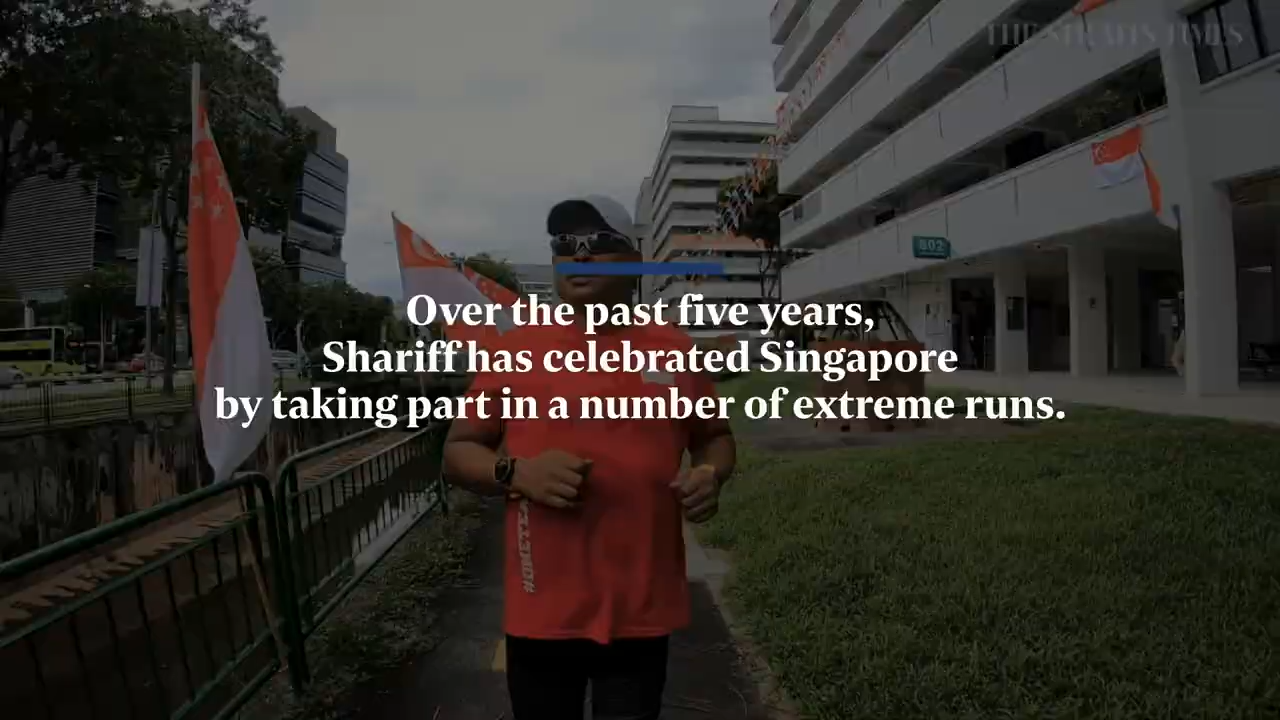 THE STRAITS TIMES
802
Over the past five years,
Shariff has celebrated Singapore
by taking part in a number of extreme runs.